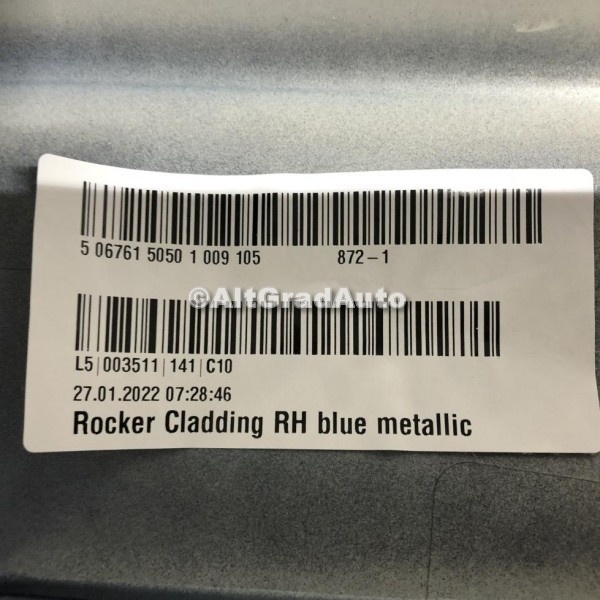 5 06761 5050 1 009 105 872-1
©AltGradAuto
L5|003511|141|C10
27.01.2022 07:28:46
Rocker Cladding RH blue metallic